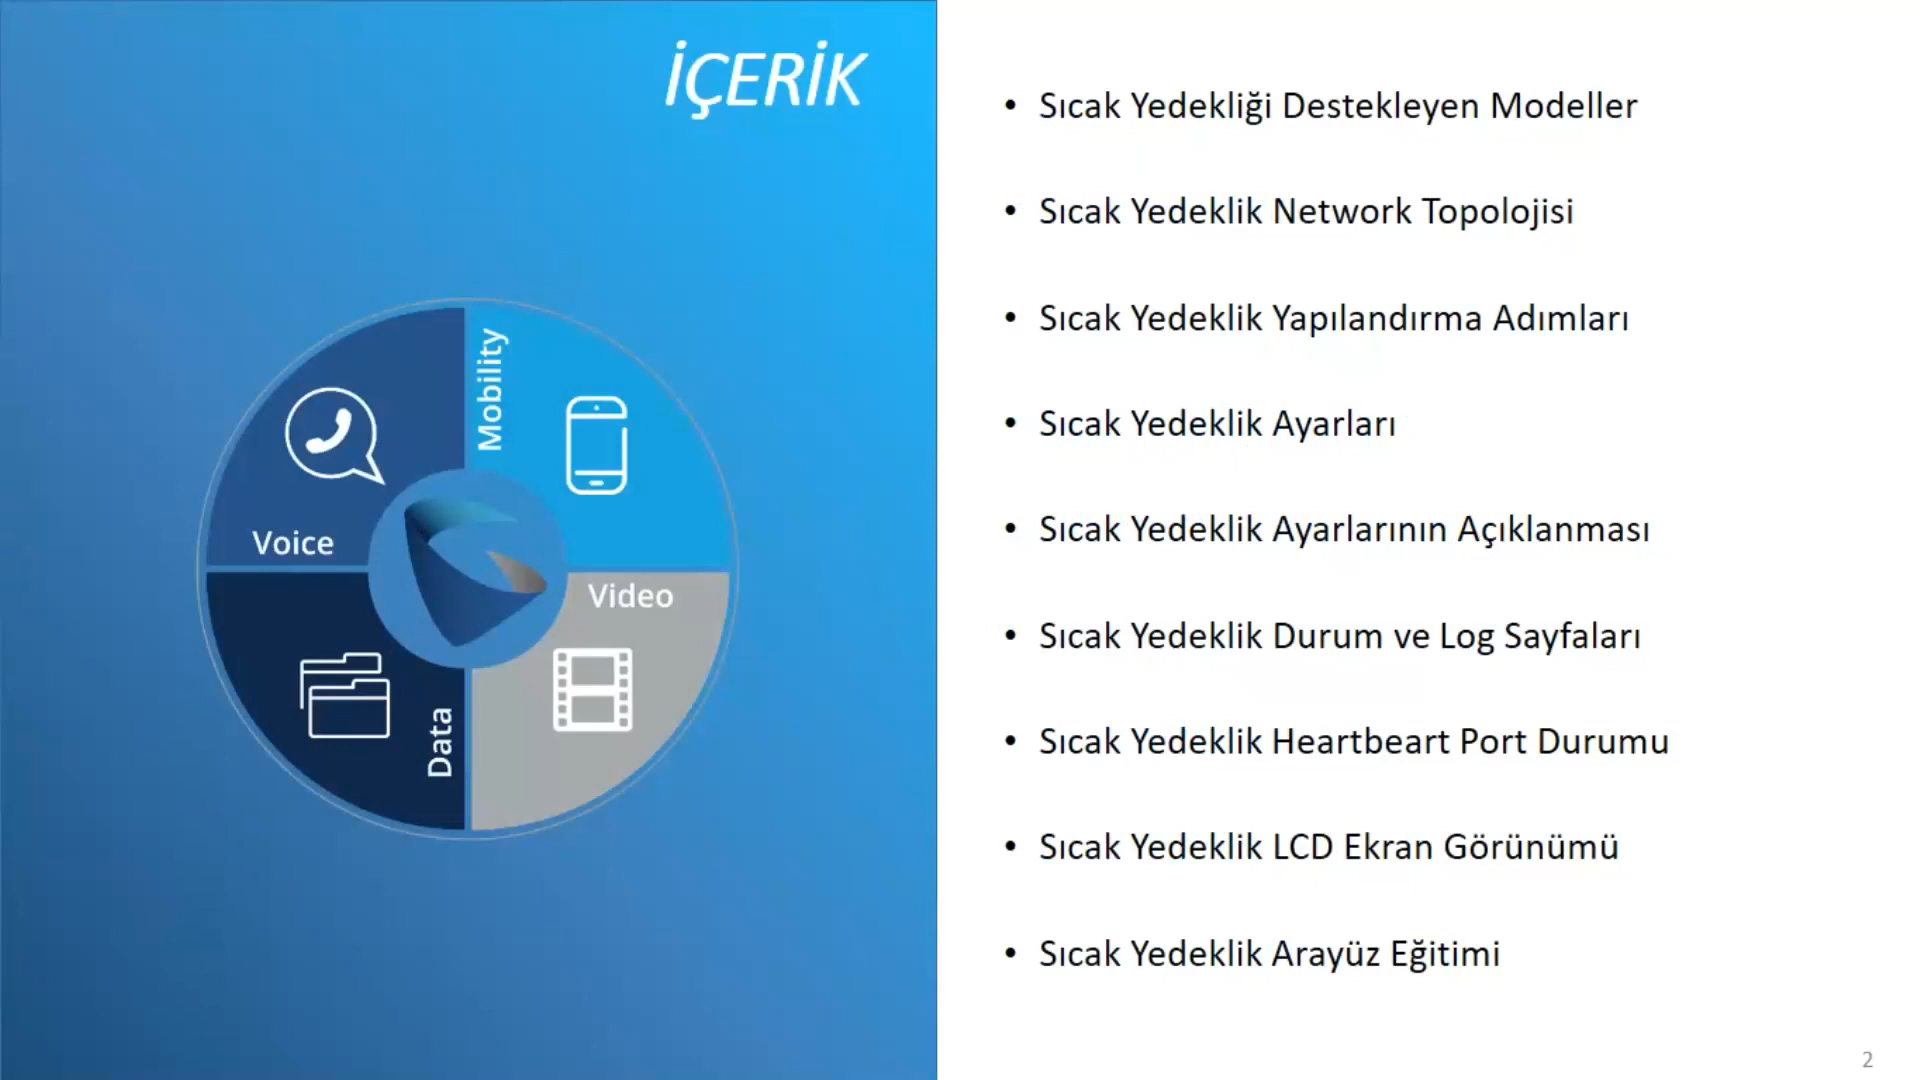 İÇERİK
Mobility
Voice
Video
Data
• Sıcak Yedekliği Destekleyen Modeller
• Sıcak Yedeklik Network Topolojisi
• Sıcak Yedeklik Yapılandırma Adımları
• Sıcak Yedeklik Ayarları
• Sıcak Yedeklik Ayarlarının Açıklanması
• Sıcak Yedeklik Durum ve Log Sayfaları
• Sıcak Yedeklik Heartbeart Port Durumu
• Sıcak Yedeklik LCD Ekran Görünümü
• Sıcak Yedeklik Arayüz Eğitimi
2